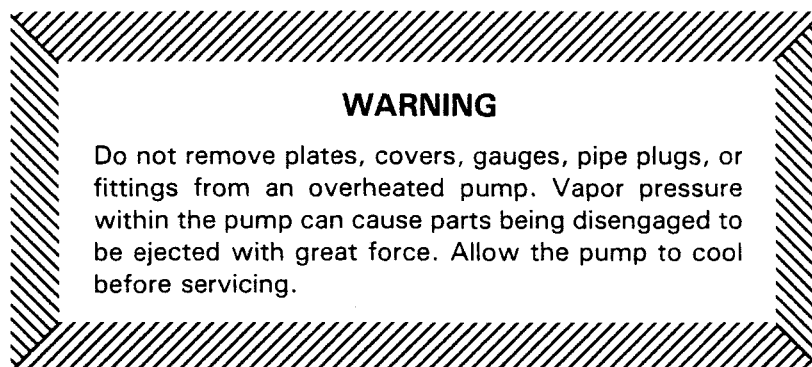 WARNING
Do not remove plates, covers, gauges, pipe plugs, or
fittings from an overheated pump. Vapor pressure
within the pump can cause parts being disengaged to
be ejected with great force. Allow the pump to cool
before servicing.